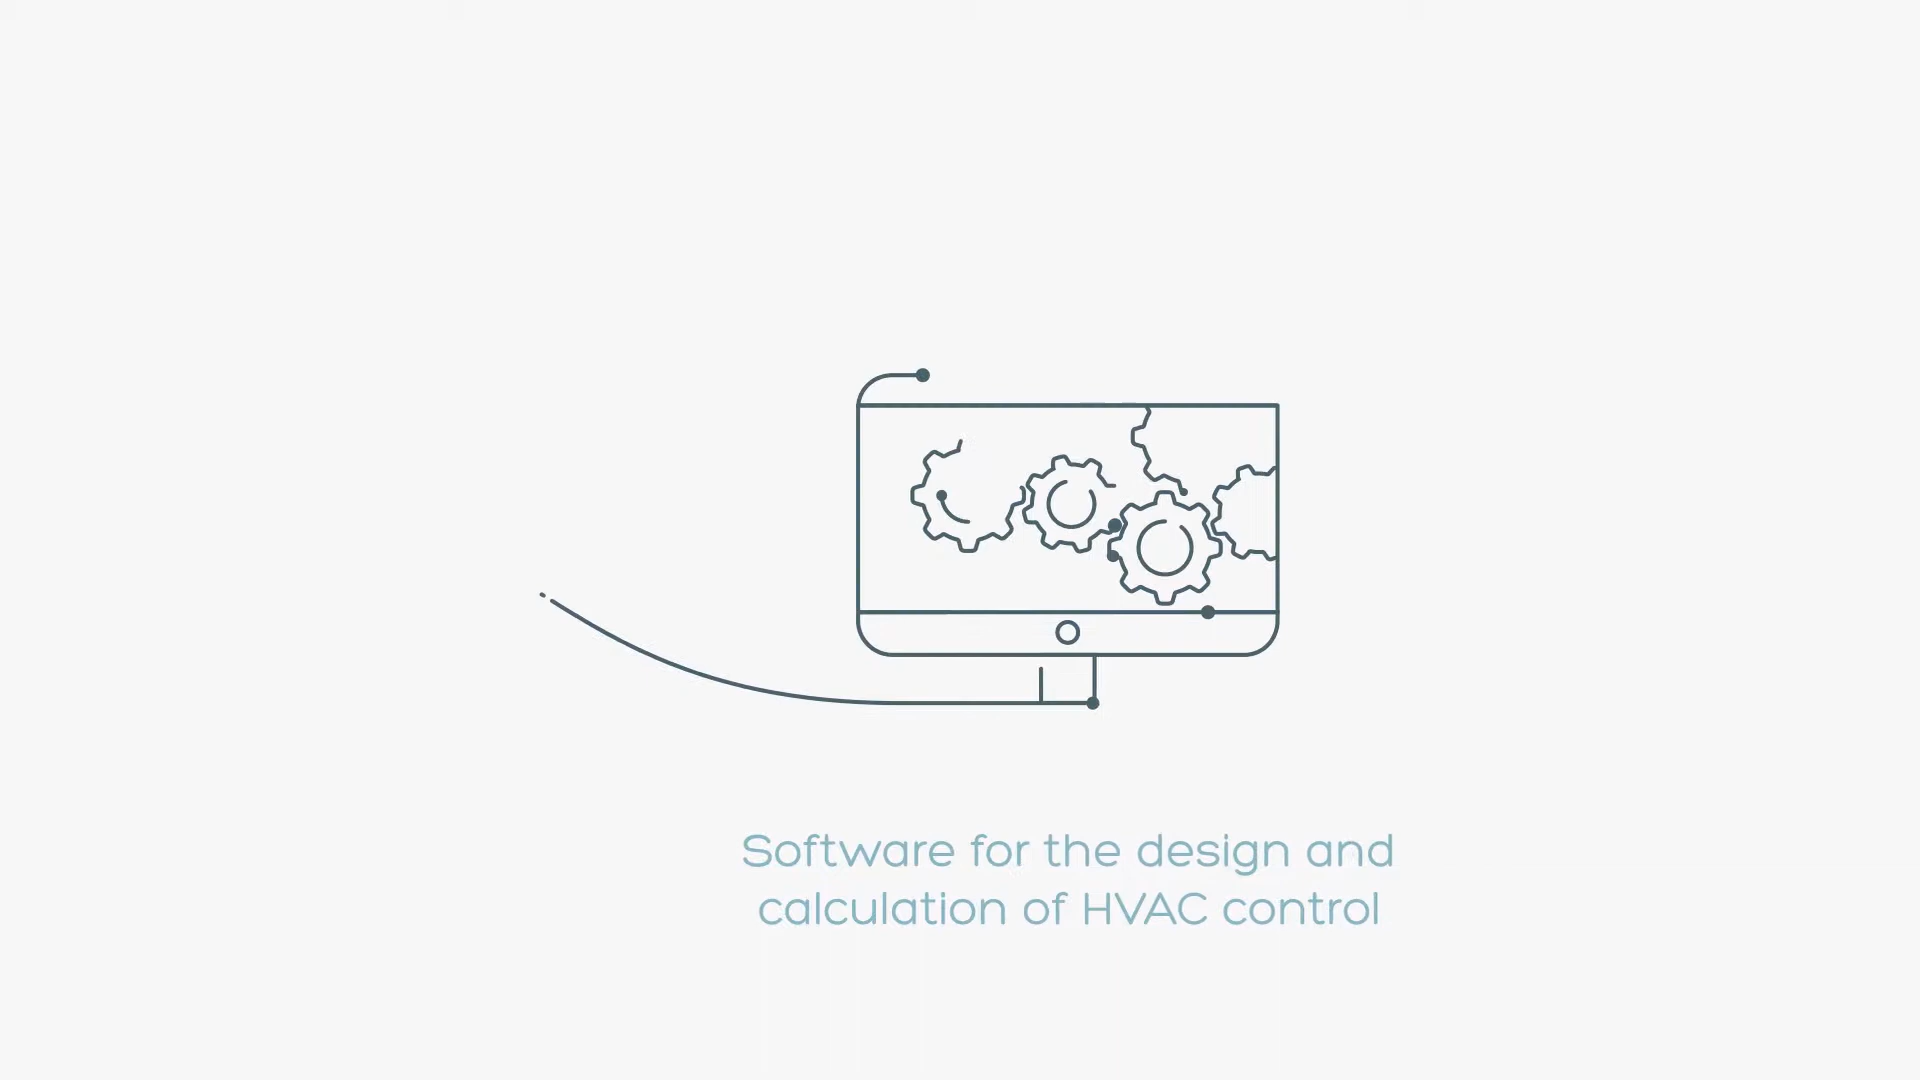 Software for the design and
calculation of HVAC control